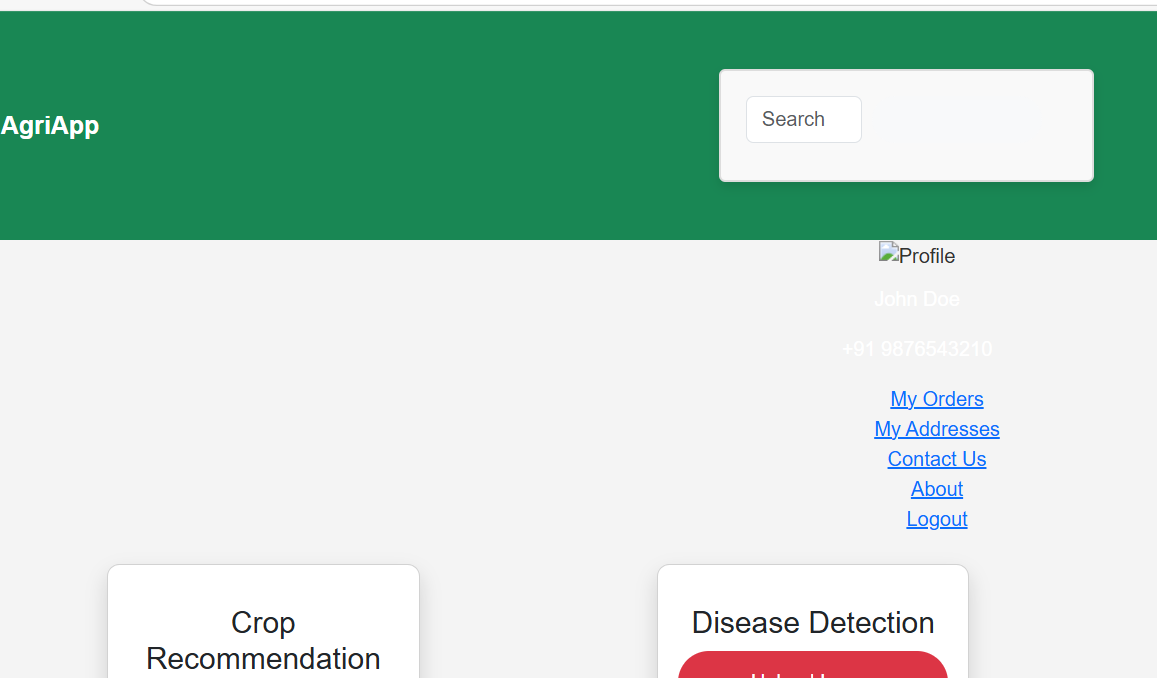 AgriApp
Search
Profile
John Doe
+91 9876543210
My Orders
My Addresses
Contact Us
About
Logout
Crop
Recommendation
Disease Detection